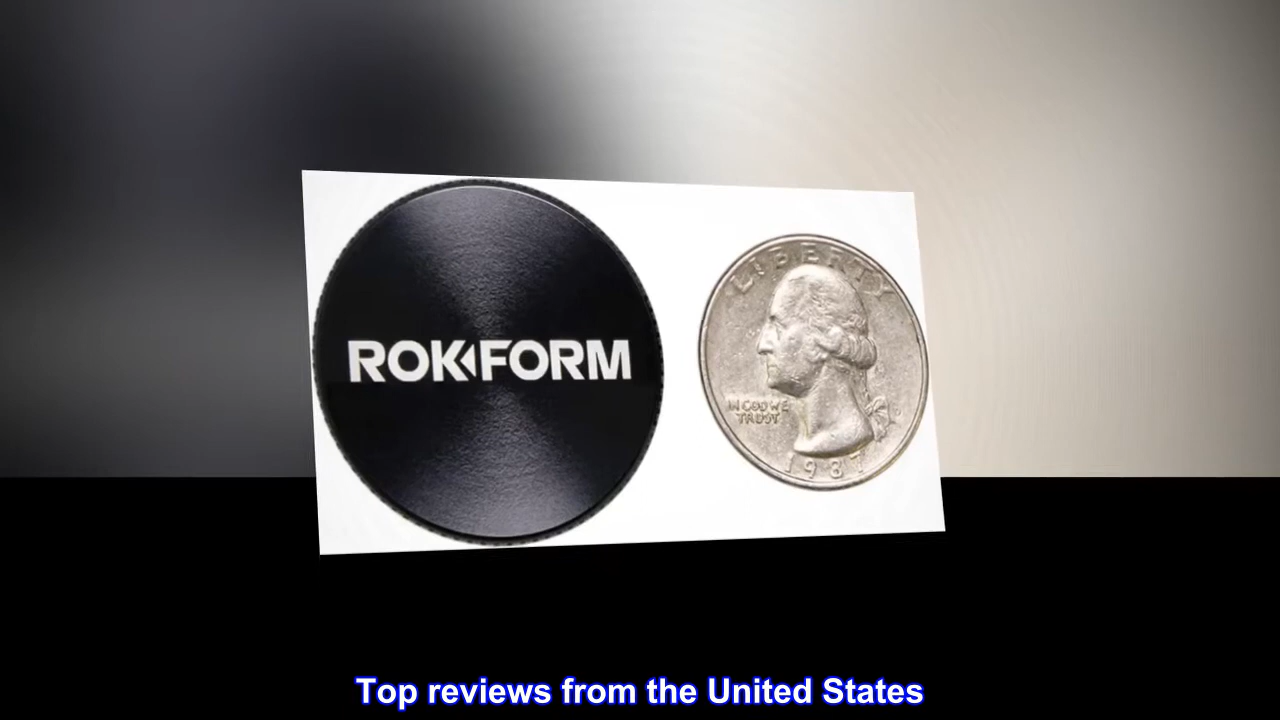 ROKFORM
LIBERTY
IN GOD WE
TRUST
1987
Top reviews from the United States